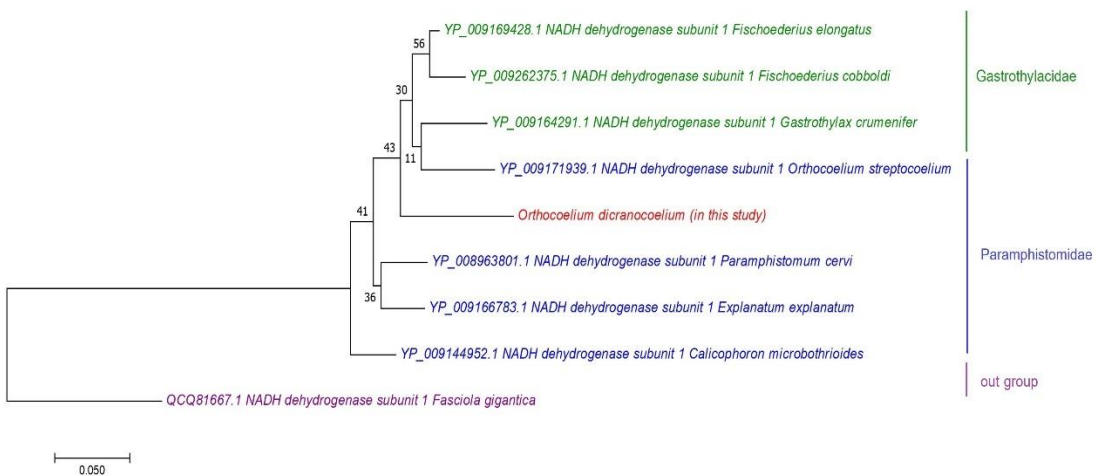 YP_009169428.1 NADH dehydrogenase subunit 1 Fischoederius elongatus
56
YP_009262375.1 NADH dehydrogenase subunit 1 Fischoederius cobboldi
Gastrothylacidae
30
YP_009164291.1 NADH dehydrogenase subunit 1 Gastrothylax crumenifer
43
11
YP_009171939.1 NADH dehydrogenase subunit 1 Orthocoelium streptocoelium
41
Orthocoelium dicranocoelium (in this study)
Paramphistomidae
YP_008963801.1 NADH dehydrogenase subunit 1 Paramphistomum cervi
36
YP_009166783.1 NADH dehydrogenase subunit 1 Explanatum explanatum
YP_009144952.1 NADH dehydrogenase subunit 1 Calicophoron microbothrioides
out group
QCQ81667.1 NADH dehydrogenase subunit 1 Fasciola gigantica
0.050